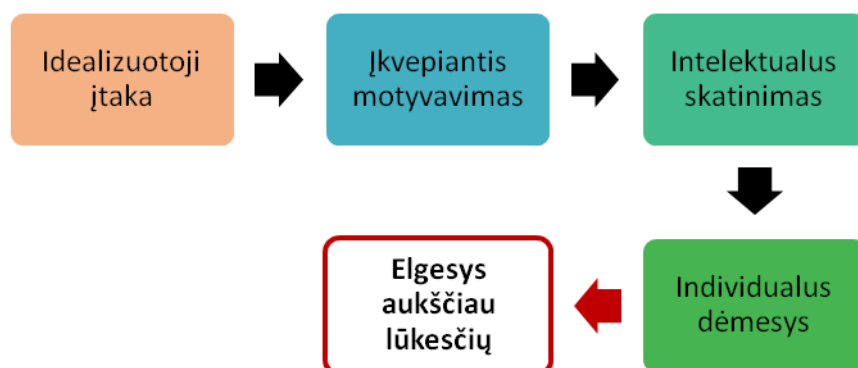 Idealizuotoji
įtaka
Įkvepiantis
motyvavimas
Intelektualus
skatinimas
Individualus
dėmesys
Elgesys
aukščiau
lūkesčių